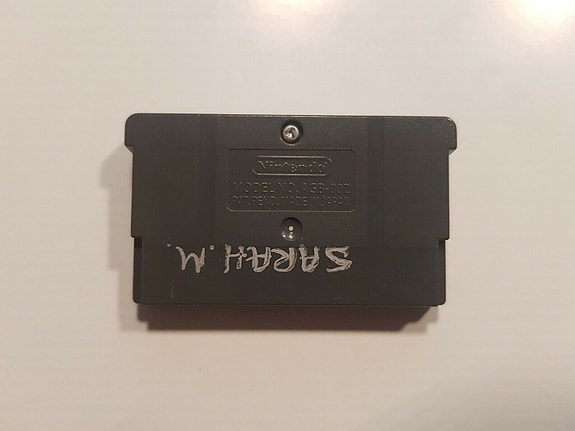 Nintendo
MODEL NO. AGB-002
PAT. PEND. MADE IN JAPAN
SARAH.M.